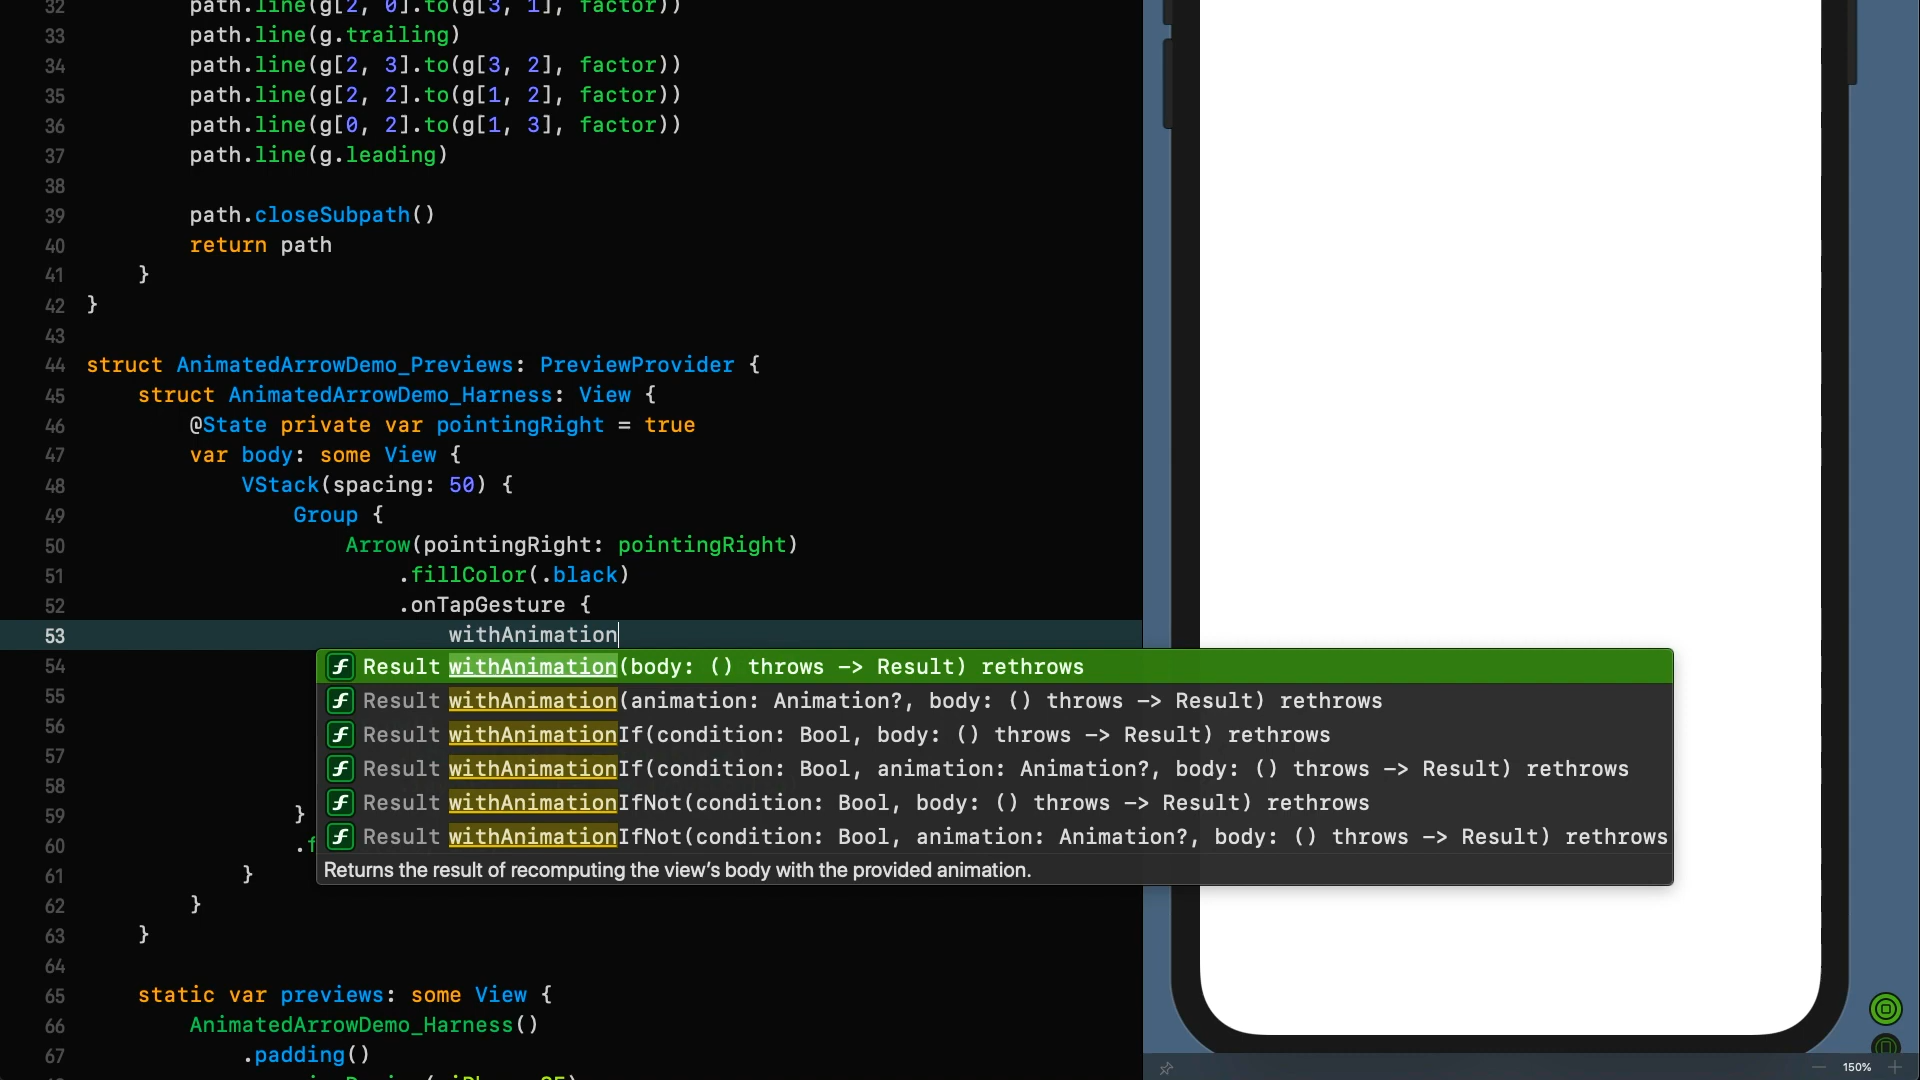 32 path.line(g[2, 0].to(g[3, 1], factor))
33 path.line(g.trailing)
34 path.line(g[2, 3].to(g[3, 2], factor))
35 path.line(g[2, 2].to(g[1, 2], factor))
36 path.line(g[0, 2].to(g[1, 3], factor))
37 path.line(g.leading)
38
39 path.closeSubpath()
40 return path
41 }
42 }
43
44 struct AnimatedArrowDemo_Previews: PreviewProvider {
45 struct AnimatedArrowDemo_Harness: View {
46 @State private var pointingRight = true
47 var body: some View {
48 VStack(spacing: 50) {
49 Group {
50 Arrow(pointingRight: pointingRight)
51 .fillColor(.black)
52 .onTapGesture {
53 withAnimation
54 f Result withAnimation(body: () throws -> Result) rethrows
55 f Result withAnimation(animation: Animation?, body: () throws -> Result) rethrows
56 f Result withAnimationIf(condition: Bool, body: () throws -> Result) rethrows
57 f Result withAnimationIf(condition: Bool, animation: Animation?, body: () throws -> Result) rethrows
58 f Result withAnimationIfNot(condition: Bool, body: () throws -> Result) rethrows
59 } f Result withAnimationIfNot(condition: Bool, animation: Animation?, body: () throws -> Result) rethrows
60 .f
Returns the result of recomputing the view's body with the provided animation.
61 }
62 }
63 }
64
65 static var previews: some View {
66 AnimatedArrowDemo_Harness()
67 .padding()
150%